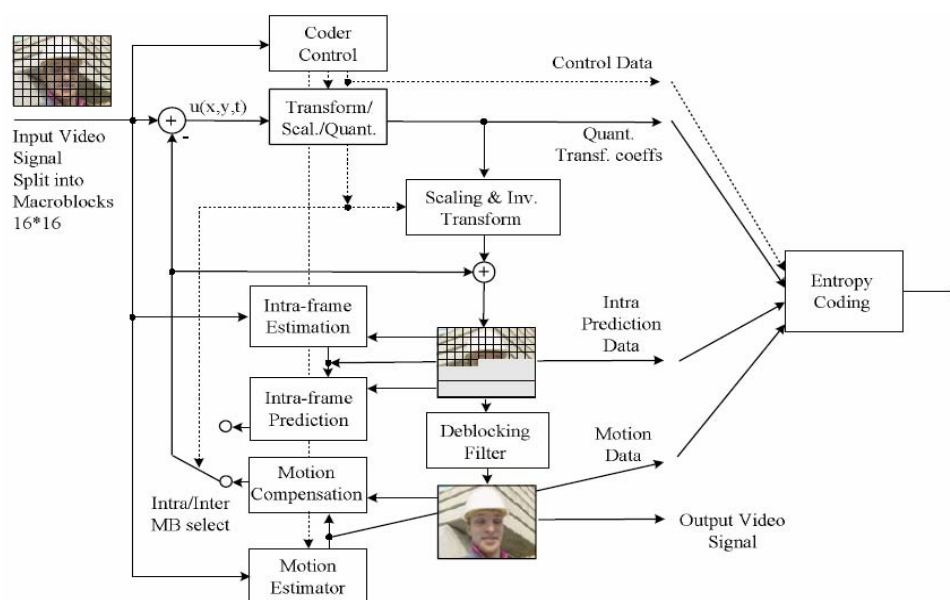 Coder
Control
Control Data
u(x,y,t)
Transform/
Scal./Quant.
+
-
Input Video
Signal
Split into
Macroblocks
16*16
Quant.
Transf. coeffs
Scaling & Inv.
Transform
+
Entropy
Coding
Intra-frame
Estimation
Intra
Prediction
Data
Intra-frame
Prediction
Deblocking
Filter
Motion
Data
Motion
Compensation
Intra/Inter
MB select
Output Video
Signal
Motion
Estimator